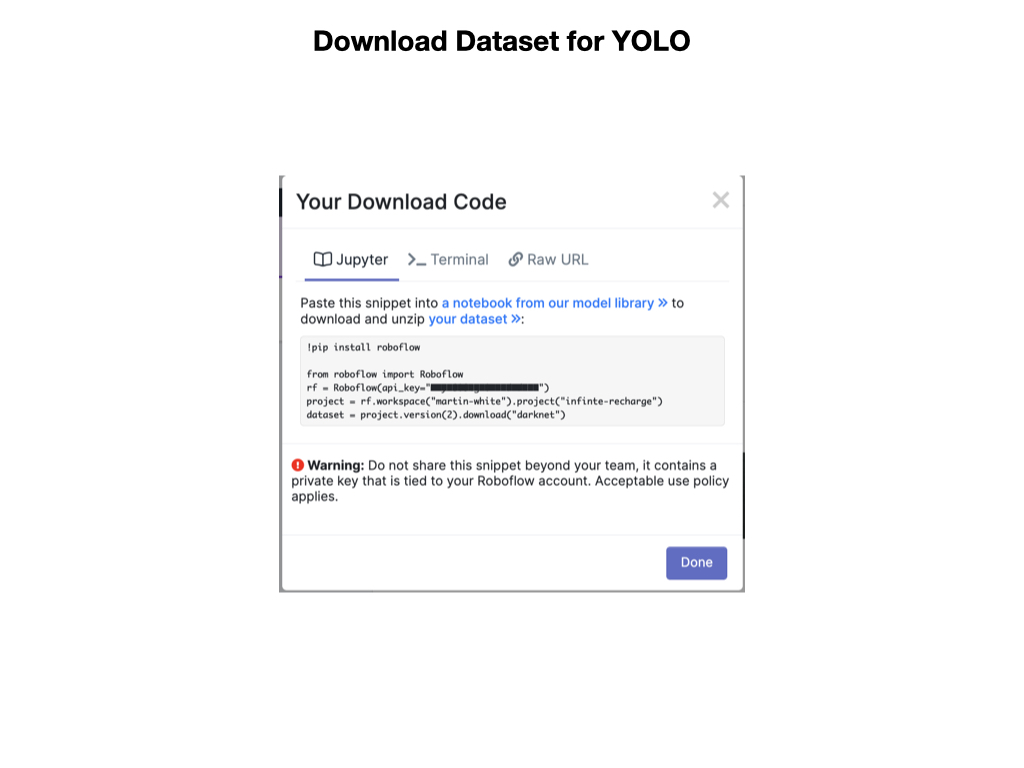 Download Dataset for YOLO
Your Download Code
Jupyter Terminal Raw URL
Paste this snippet into a notebook from our model library » to
download and unzip your dataset »:
!pip install roboflow
from roboflow import Roboflow
rf = Roboflow(api_key="")
project = rf.workspace("martin-white").project("infinte-recharge")
dataset = project.version(2).download("darknet")
Warning: Do not share this snippet beyond your team, it contains a
private key that is tied to your Roboflow account. Acceptable use policy
applies.
Done